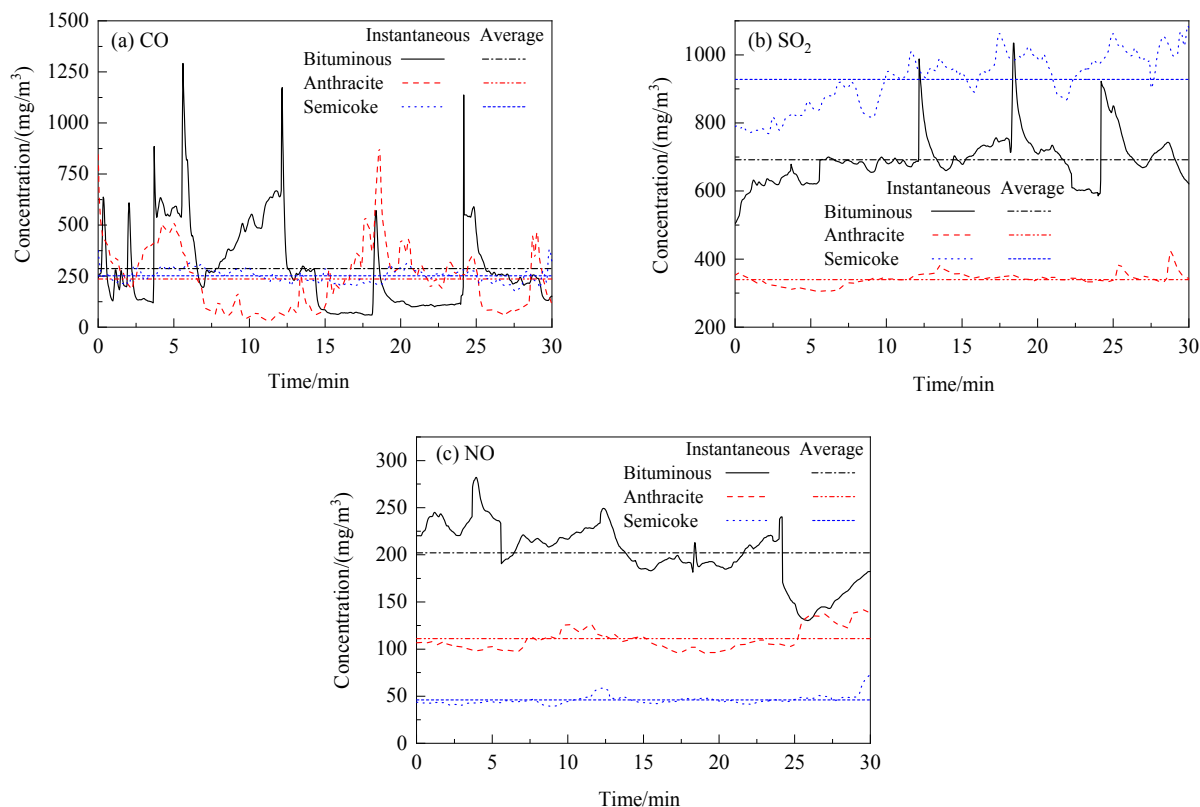 (a) CO
Instantaneous Average
Bituminous
Anthracite
Semicoke
1500
1250
1000
750
500
250
0
Concentration/(mg/m³)
0 5 10 15 20 25 30
Time/min
(b) SO₂
1000
800
600
400
200
Concentration/(mg/m³)
Instantaneous Average
Bituminous
Anthracite
Semicoke
0 5 10 15 20 25 30
Time/min
(c) NO
Instantaneous Average
Bituminous
Anthracite
Semicoke
300
250
200
150
100
50
0
Concentration/(mg/m³)
0 5 10 15 20 25 30
Time/min